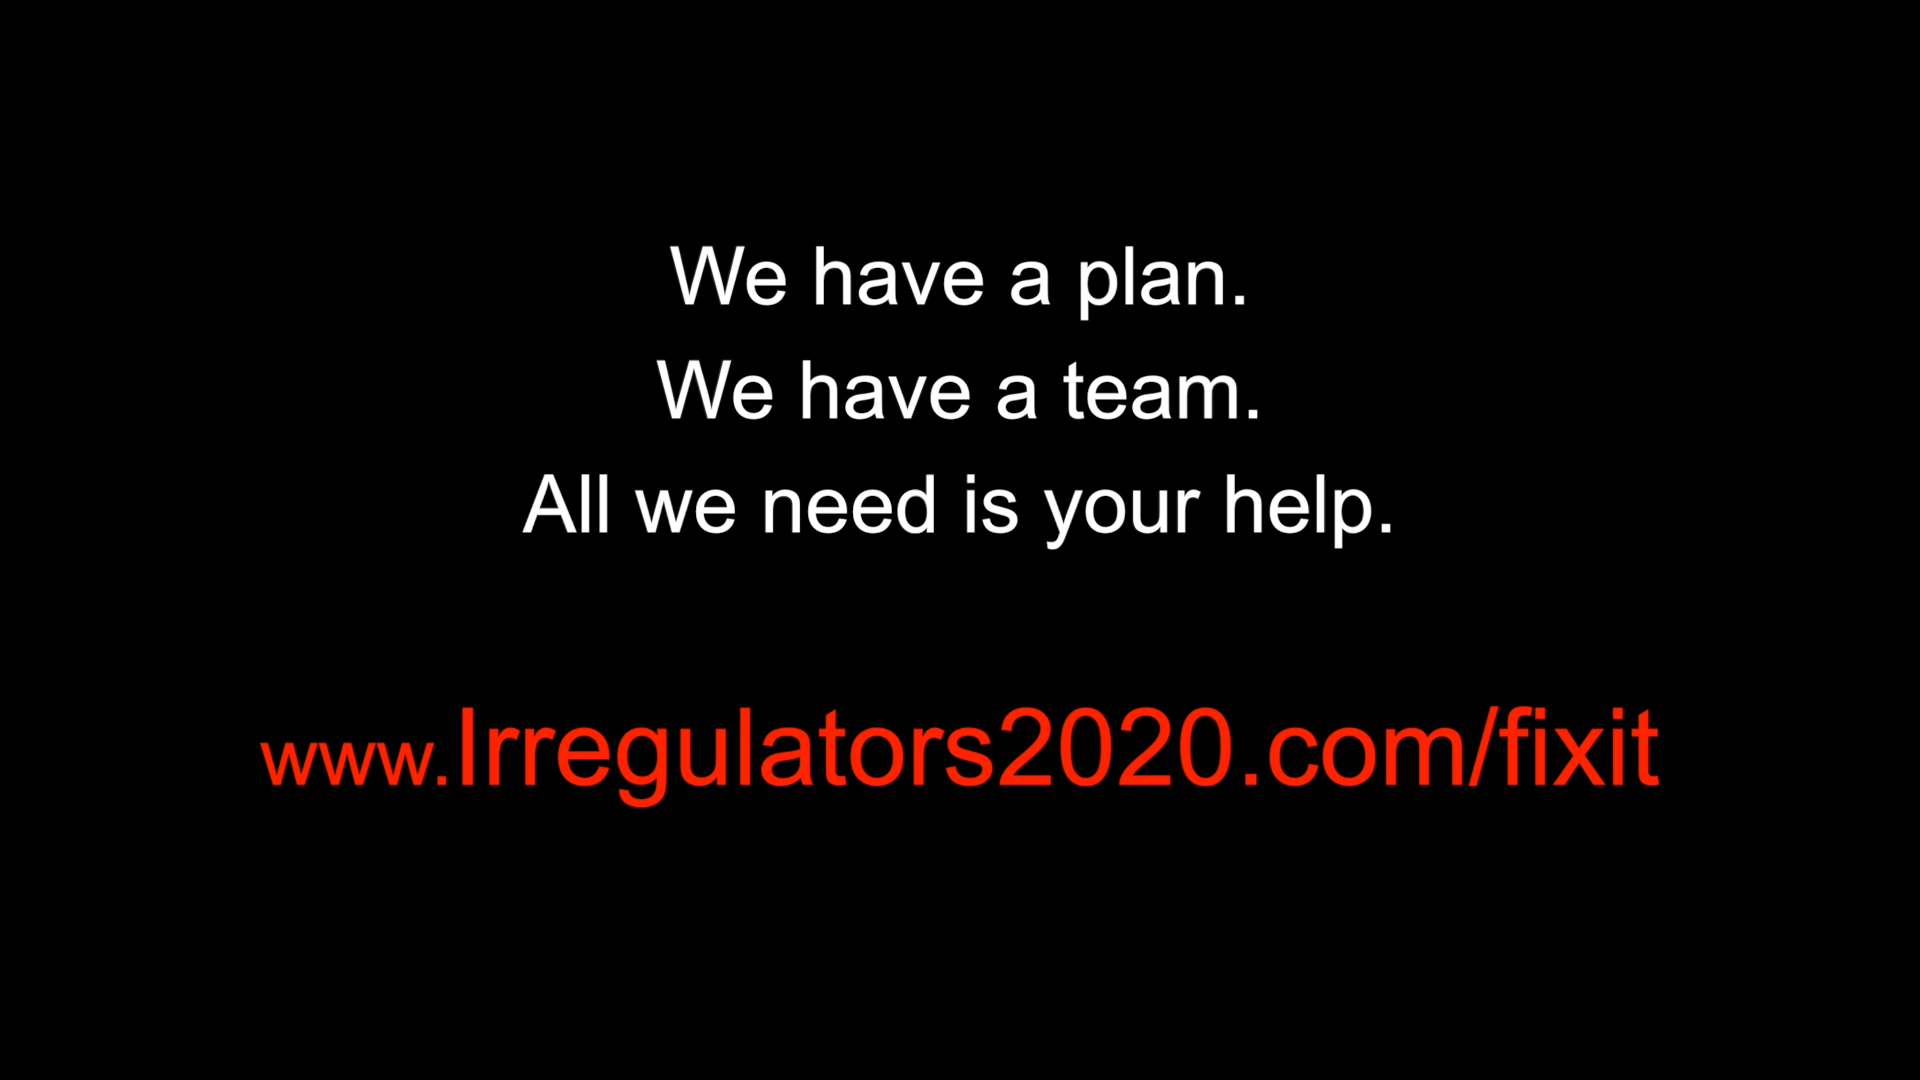 We have a plan.
We have a team.
All we need is your help.
www.Irregulators2020.com/fixit